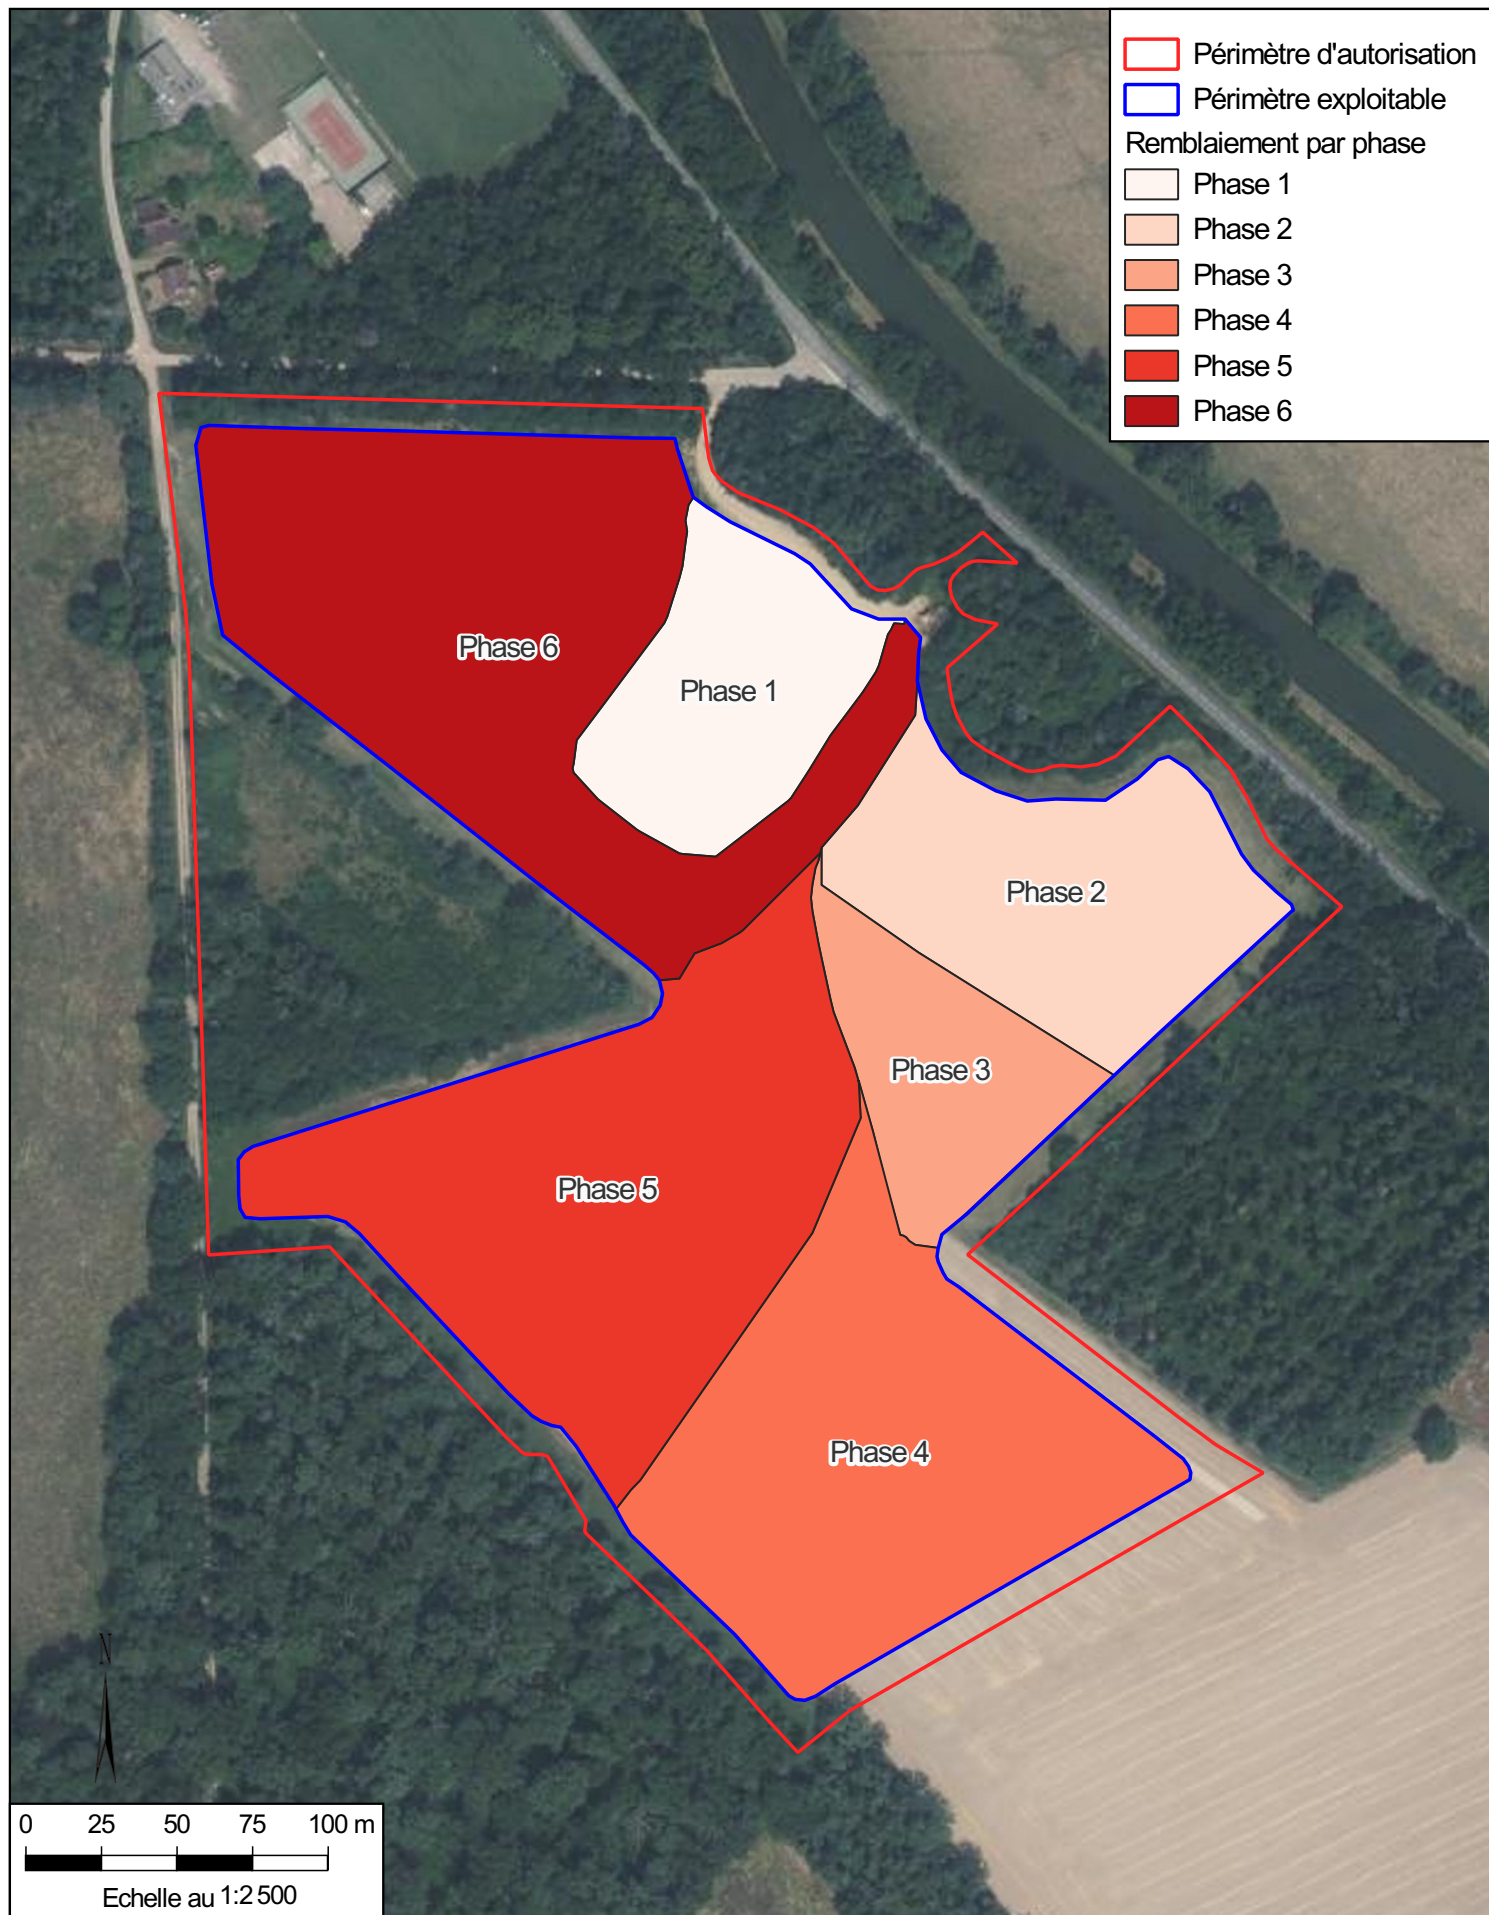 Périmètre d'autorisation
Périmètre exploitable
Remblaiement par phase
Phase 1
Phase 2
Phase 3
Phase 4
Phase 5
Phase 6
Phase 6
Phase 1
Phase 2
Phase 3
Phase 5
Phase 4
N
0 25 50 75 100 m
Echelle au 1:2 500